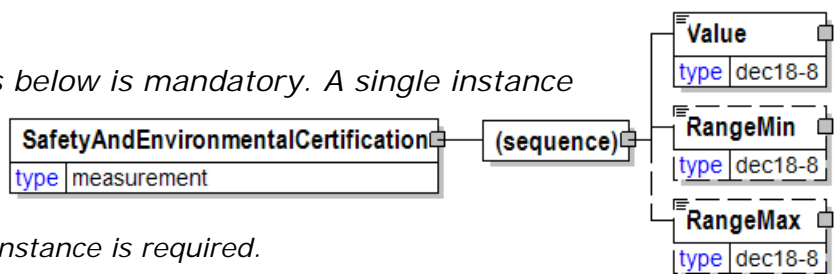 Value
type dec18-8
s below is mandatory. A single instance
RangeMin
SafetyAndEnvironmentalCertification (sequence)
type dec18-8
type measurement
RangeMax
nstance is required.
type dec18-8